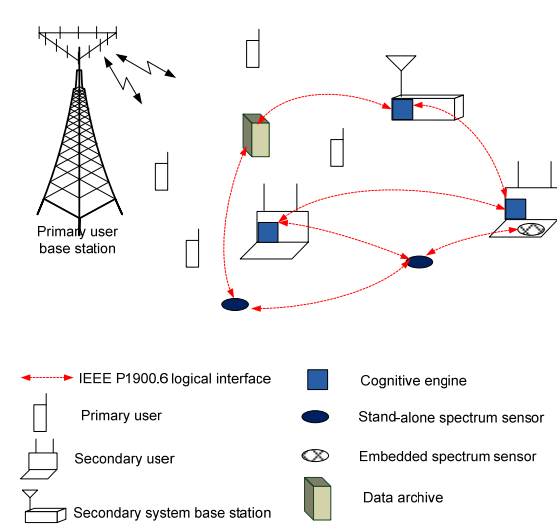 Primary user
base station
IEEE P1900.6 logical interface
Cognitive engine
Primary user
Stand-alone spectrum sensor
Secondary user
Embedded spectrum sensor
Secondary system base station
Data archive